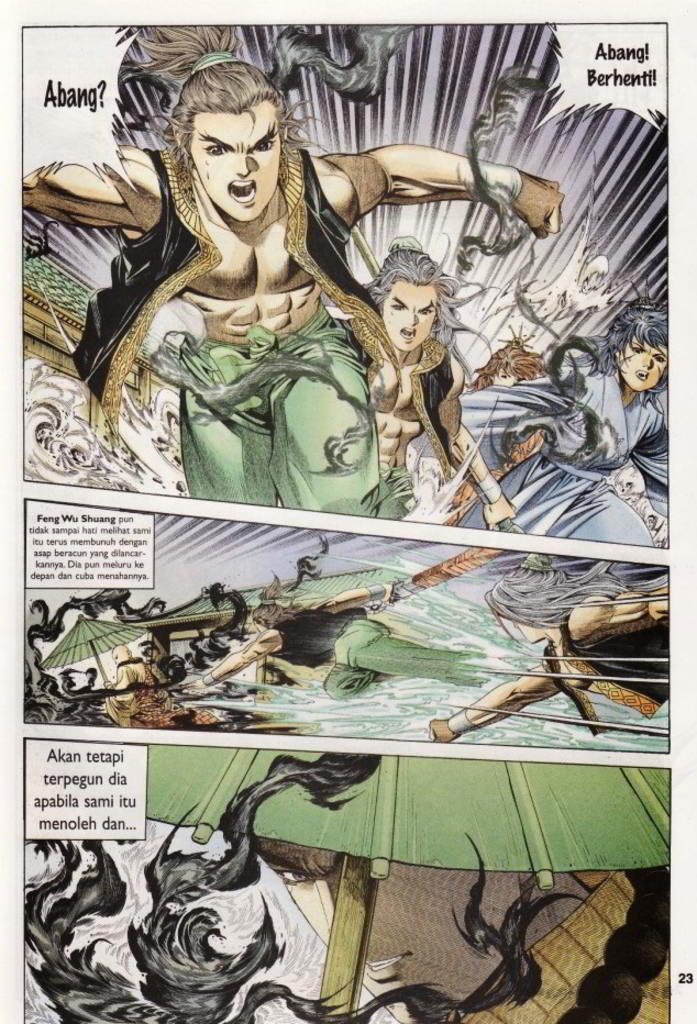 Abang?
Abang!
Berhenti!
Feng Wu Shuang pun
tidak sampai hati melihat sami
itu terus membunuh dengan
asap beracun yang dilancar-
kannya. Dia pun meluru ke
depan dan cuba menahannya.
Akan tetapi
terpegun dia
apabila sami itu
menoleh dan...
23